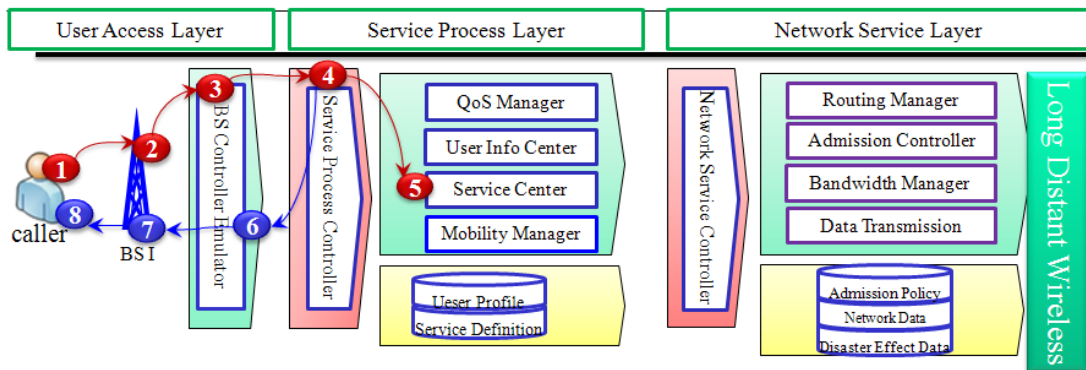 User Access Layer
Service Process Layer
Network Service Layer
1
2
3
4
5
6
7
8
caller
BS I
BS Controller Emulator
Service Process Controller
QoS Manager
User Info Center
Service Center
Mobility Manager
Ueser Profile
Service Definition
Network Service Controller
Routing Manager
Admission Controller
Bandwidth Manager
Data Transmission
Admission Policy
Network Data
Disaster Effect Data
Long Distant Wireless